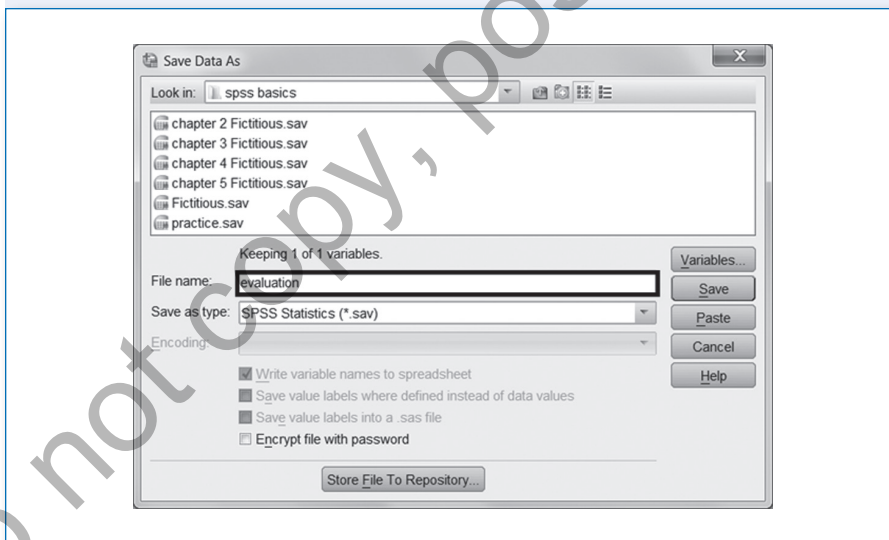 Save Data As
X
Look in: spss basics
chapter 2 Fictitious.sav
chapter 3 Fictitious.sav
chapter 4 Fictitious.sav
chapter 5 Fictitious.sav
Fictitious.sav
practice.sav
Keeping 1 of 1 variables.
Variables...
File name: evaluation
Save
Save as type: SPSS Statistics (*.sav)
Paste
Encoding:
Cancel
Write variable names to spreadsheet
Help
Save value labels where defined instead of data values
Save value labels into a .sas file
Encrypt file with password
Store File To Repository...
not copy, pos